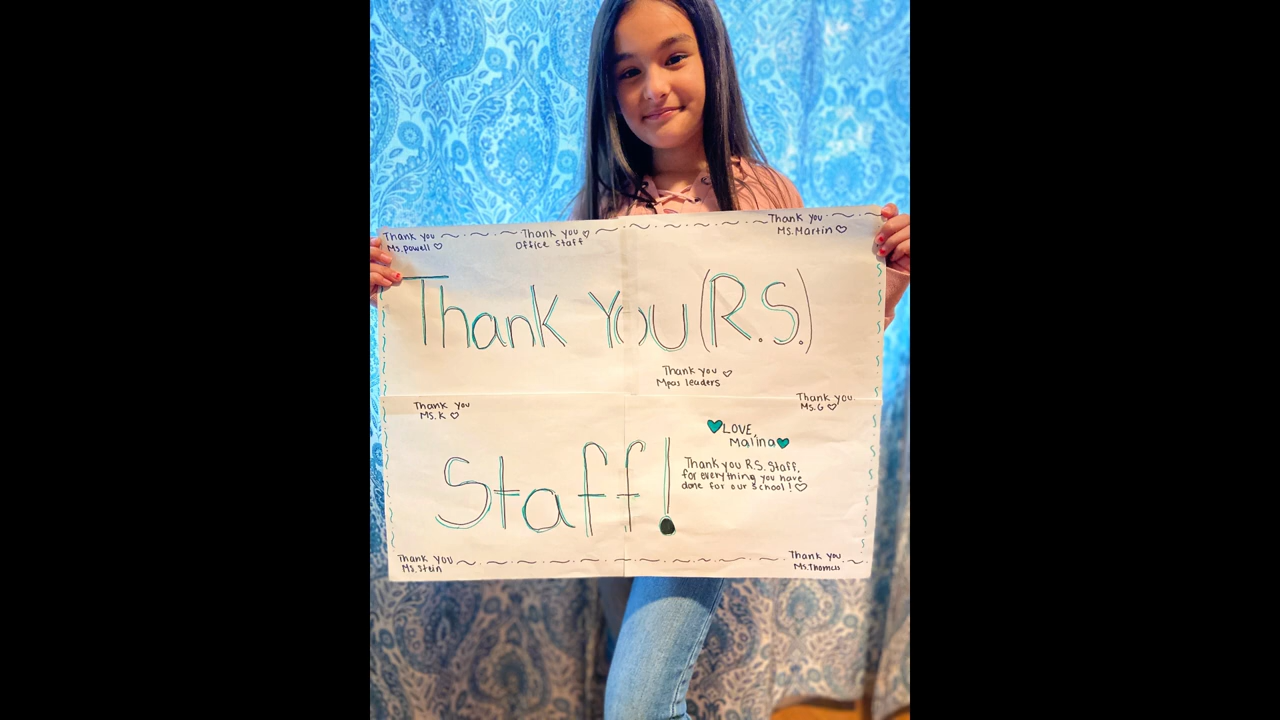 Thank you
Ms.Powell ♡
Thank you ♡
Office Staff
Thank you
Ms.Martin ♡
Thank You (R.S.)
Thank you ♡
Mpas leaders
Thank you
Ms.K ♡
Thank you
Ms.G ♡
♥LOVE,
Malina♥
Staff!
Thank you R.S. Staff,
for everything you have
done for our school! ♡
Thank you
Ms.Stein
Thank you
Ms.Thomas